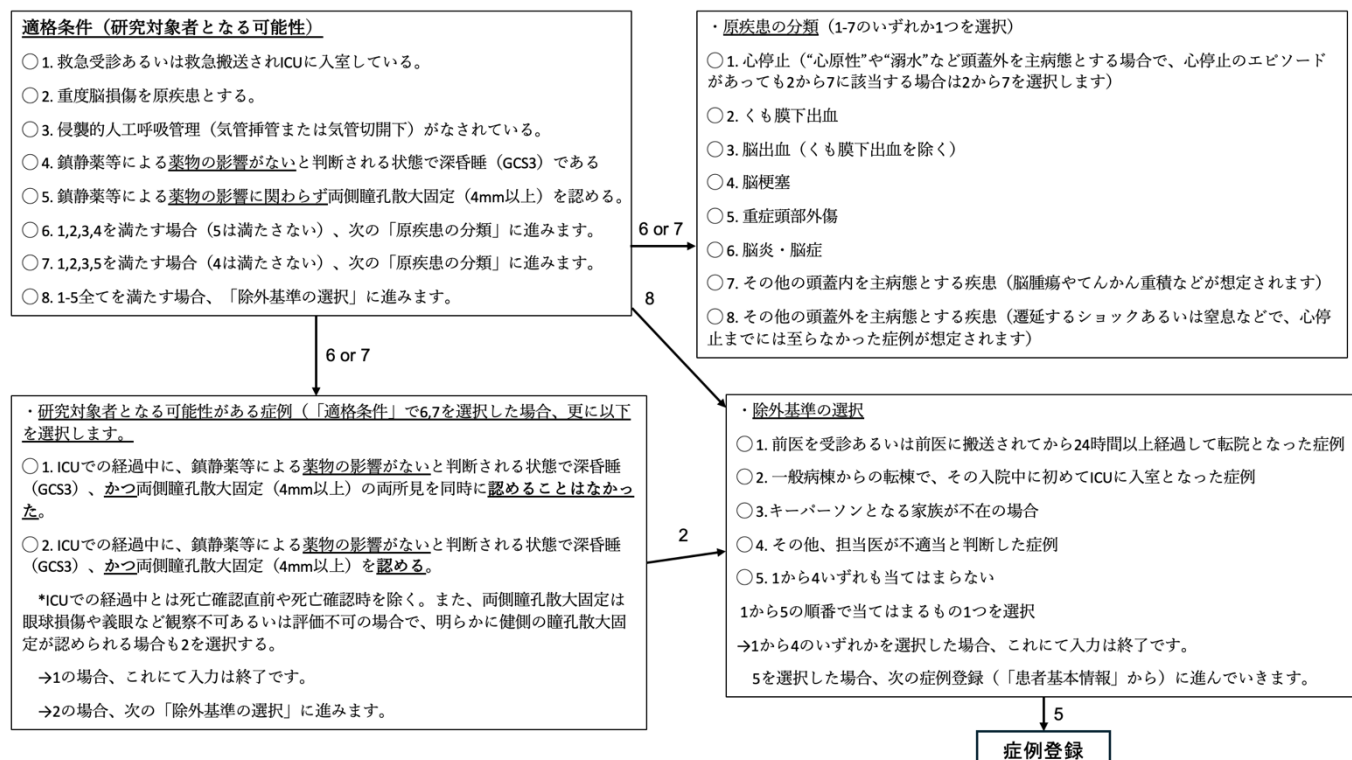 適格条件（研究対象者となる可能性）
○1. 救急受診あるいは救急搬送されICUに入室している。
○2. 重度脳損傷を原疾患とする。
○3. 侵襲的人工呼吸管理（気管挿管または気管切開下）がなされている。
○4. 鎮静薬等による薬物の影響がないと判断される状態で深昏睡（GCS3）である
○5. 鎮静薬等による薬物の影響に関わらず両側瞳孔散大固定（4mm以上）を認める。
○6. 1,2,3,4を満たす場合（5は満たさない）、次の「原疾患の分類」に進みます。
○7. 1,2,3,5を満たす場合（4は満たさない）、次の「原疾患の分類」に進みます。
○8. 1-5全てを満たす場合、「除外基準の選択」に進みます。
6 or 7
8
6 or 7
・原疾患の分類（1-7のいずれか1つを選択）
○1. 心停止（“心原性”や“溺水”など頭蓋外を主病態とする場合で、心停止のエピソード
があっても2から7に該当する場合は2から7を選択します）
○2. くも膜下出血
○3. 脳出血（くも膜下出血を除く）
○4. 脳梗塞
○5. 重症頭部外傷
○6. 脳炎・脳症
○7. その他の頭蓋内を主病態とする疾患（脳腫瘍やてんかん重積などが想定されます）
○8. その他の頭蓋外を主病態とする疾患（遷延するショックあるいは窒息などで、心停
止までには至らなかった症例が想定されます）
・研究対象者となる可能性がある症例（「適格条件」で6,7を選択した場合、更に以下
を選択します。
○1. ICUでの経過中に、鎮静薬等による薬物の影響がないと判断される状態で深昏睡
（GCS3）、かつ両側瞳孔散大固定（4mm以上）の両所見を同時に認めることはなかっ
た。
○2. ICUでの経過中に、鎮静薬等による薬物の影響がないと判断される状態で深昏睡
（GCS3）、かつ両側瞳孔散大固定（4mm以上）を認める。
*ICUでの経過中とは死亡確認直前や死亡確認時を除く。また、両側瞳孔散大固定は
眼球損傷や義眼など観察不可あるいは評価不可の場合で、明らかに健側の瞳孔散大固
定が認められる場合も2を選択する。
→1の場合、これにて入力は終了です。
→2の場合、次の「除外基準の選択」に進みます。
2
・除外基準の選択
○1. 前医を受診あるいは前医に搬送されてから24時間以上経過して転院となった症例
○2. 一般病棟からの転棟で、その入院中に初めてICUに入室となった症例
○3.キーパーソンとなる家族が不在の場合
○4. その他、担当医が不適当と判断した症例
○5. 1から4いずれも当てはまらない
1から5の順番で当てはまるもの1つを選択
→1から4のいずれかを選択した場合、これにて入力は終了です。
5を選択した場合、次の症例登録（「患者基本情報」から）に進んでいきます。
5
症例登録